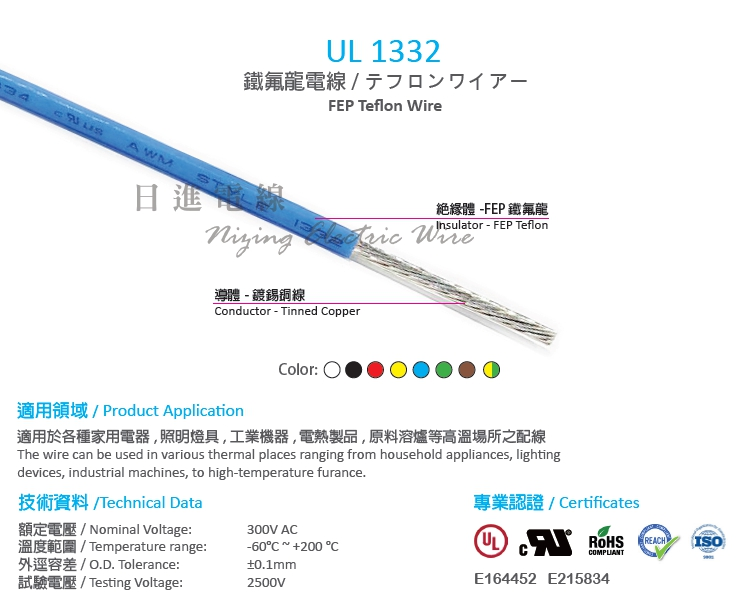 UL 1332
鐵氟龍電線 / テフロンワイアー
FEP Teflon Wire
c us AWM STYLE 1332
日進電線
Nizing Electric Wire
絕緣體 -FEP 鐵氟龍
Insulator - FEP Teflon
導體 - 鍍錫銅線
Conductor - Tinned Copper
Color:
適用領域 / Product Application
適用於各種家用電器 , 照明燈具 , 工業機器 , 電熱製品 , 原料溶爐等高溫場所之配線
The wire can be used in various thermal places ranging from household appliances, lighting
devices, industrial machines, to high-temperature furance.
技術資料 /Technical Data
額定電壓 / Nominal Voltage: 300V AC
溫度範圍 / Temperature range: -60°C ~ +200 °C
外逕容差 / O.D. Tolerance: ±0.1mm
試驗電壓 / Testing Voltage: 2500V
專業認證 / Certificates
UL c RU us RoHS COMPLIANT REACH ISO
E164452 E215834